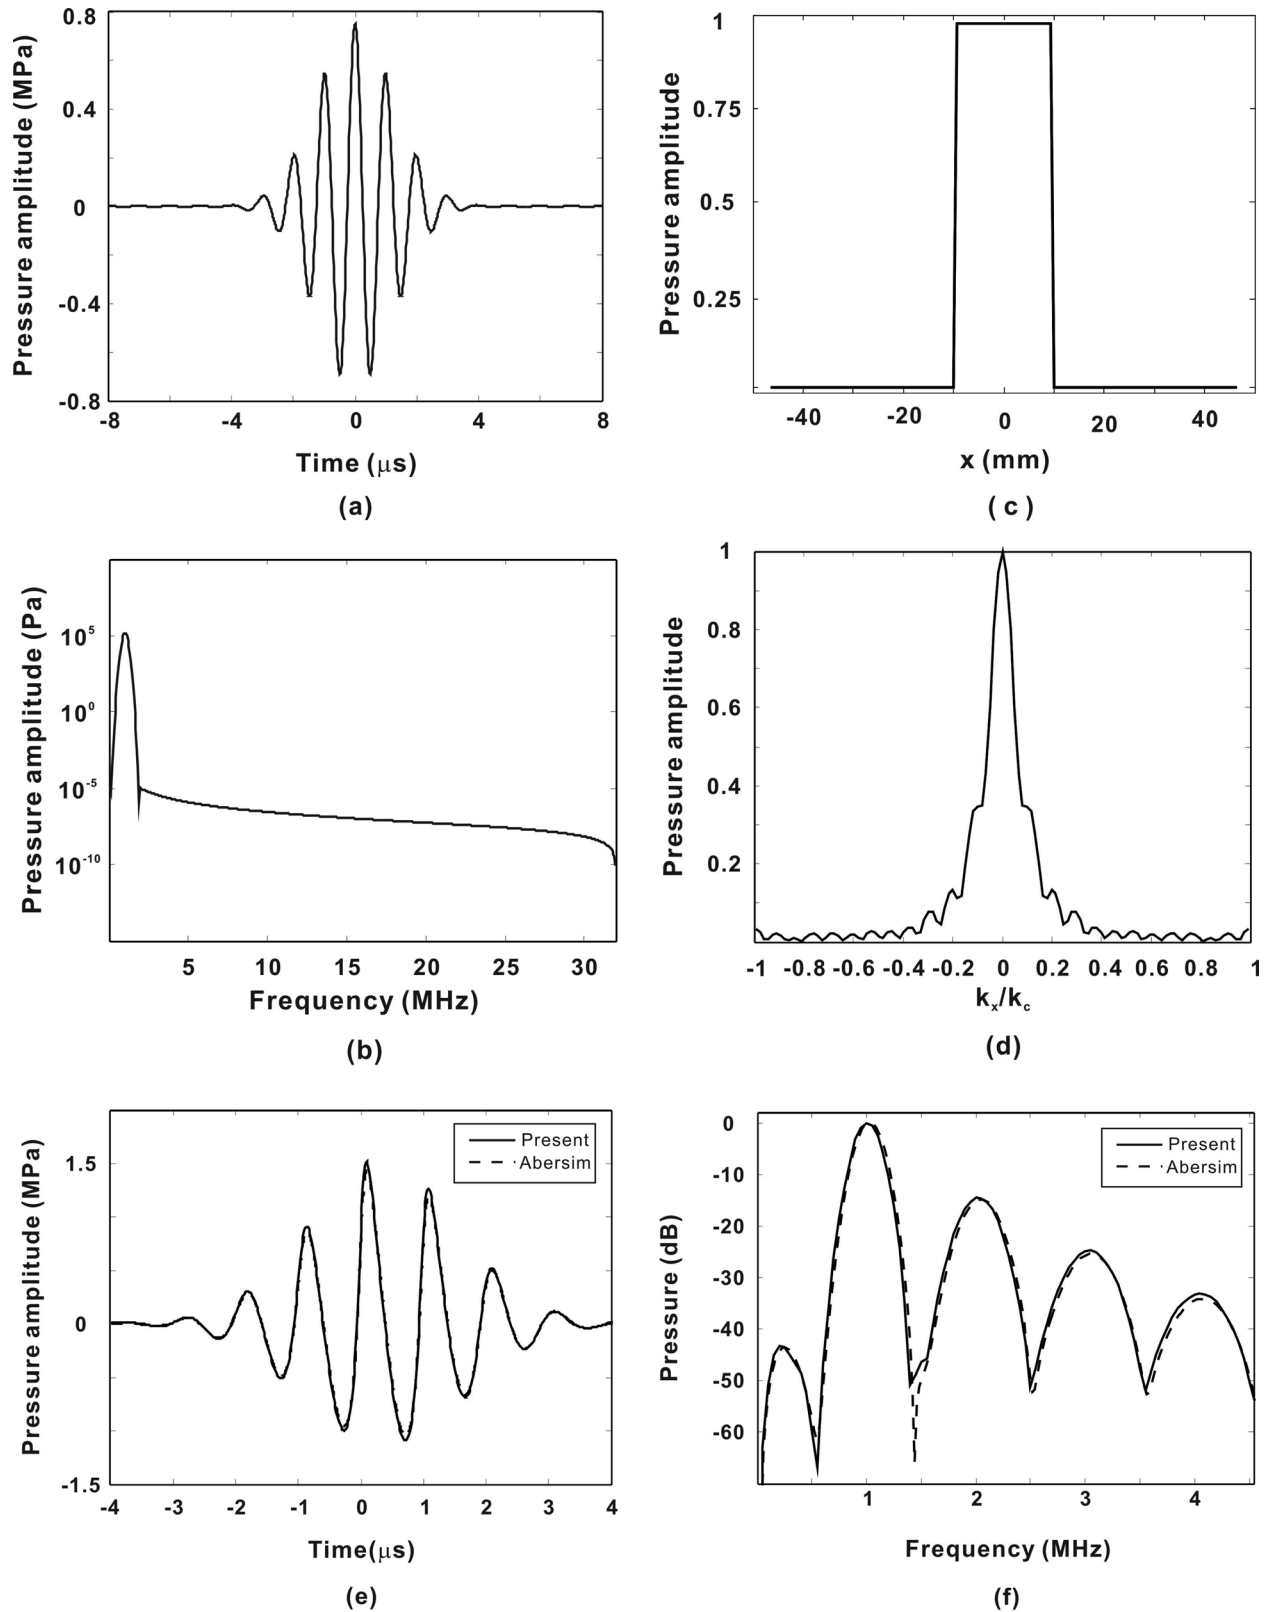 Pressure amplitude (MPa)
0.8
0.4
0
-0.4
-0.8
-8 -4 0 4 8
Time (μs)
(a)
Pressure amplitude
1
0.75
0.5
0.25
-40 -20 0 20 40
x (mm)
( c )
Pressure amplitude (Pa)
10^5
10^0
10^-5
10^-10
5 10 15 20 25 30
Frequency (MHz)
(b)
Pressure amplitude
1
0.8
0.6
0.4
0.2
-1 -0.8 -0.6 -0.4 -0.2 0 0.2 0.4 0.6 0.8 1
k_x/k_c
(d)
Pressure amplitude (MPa)
1.5
0
-1.5
-4 -3 -2 -1 0 1 2 3 4
Present
Abersim
Time(μs)
(e)
Pressure (dB)
0
-10
-20
-30
-40
-50
-60
1 2 3 4
Present
Abersim
Frequency (MHz)
(f)